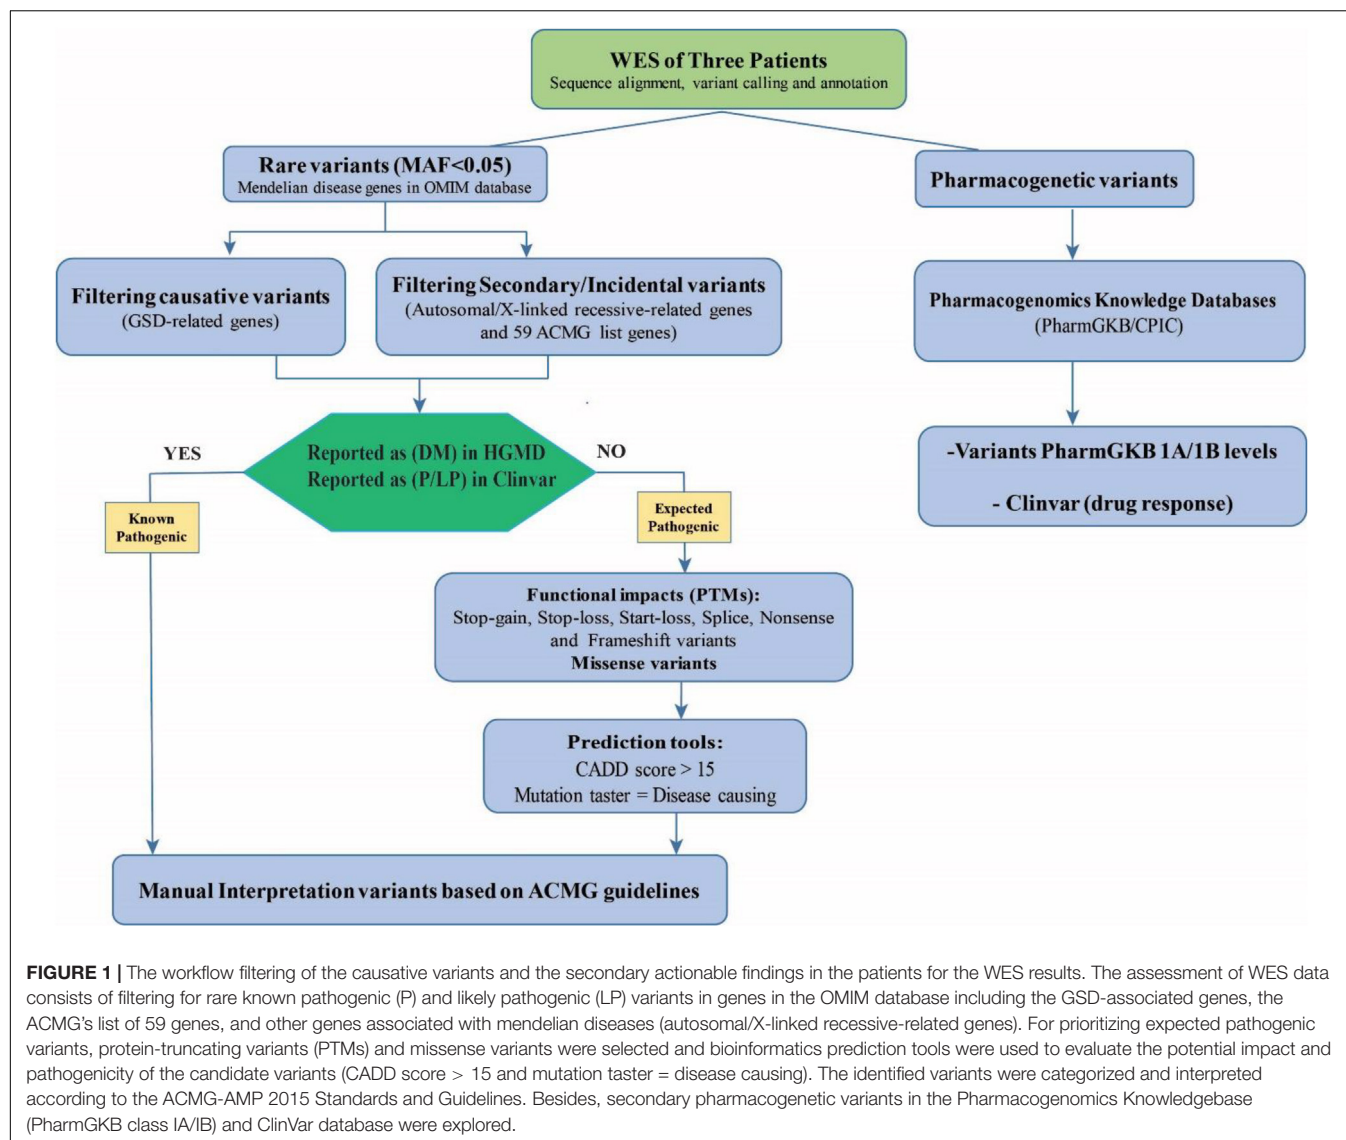 WES of Three Patients
Sequence alignment, variant calling and annotation
Rare variants (MAF<0.05)
Mendelian disease genes in OMIM database
Pharmacogenetic variants
Filtering causative variants
(GSD-related genes)
Filtering Secondary/Incidental variants
(Autosomal/X-linked recessive-related genes
and 59 ACMG list genes)
Pharmacogenomics Knowledge Databases
(PharmGKB/CPIC)
YES
Reported as (DM) in HGMD
Reported as (P/LP) in Clinvar
NO
-Variants PharmGKB 1A/1B levels
- Clinvar (drug response)
Known
Pathogenic
Expected
Pathogenic
Functional impacts (PTMs):
Stop-gain, Stop-loss, Start-loss, Splice, Nonsense
and Frameshift variants
Missense variants
Prediction tools:
CADD score > 15
Mutation taster = Disease causing
Manual Interpretation variants based on ACMG guidelines
FIGURE 1 | The workflow filtering of the causative variants and the secondary actionable findings in the patients for the WES results. The assessment of WES data
consists of filtering for rare known pathogenic (P) and likely pathogenic (LP) variants in genes in the OMIM database including the GSD-associated genes, the
ACMG's list of 59 genes, and other genes associated with mendelian diseases (autosomal/X-linked recessive-related genes). For prioritizing expected pathogenic
variants, protein-truncating variants (PTMs) and missense variants were selected and bioinformatics prediction tools were used to evaluate the potential impact and
pathogenicity of the candidate variants (CADD score > 15 and mutation taster = disease causing). The identified variants were categorized and interpreted
according to the ACMG-AMP 2015 Standards and Guidelines. Besides, secondary pharmacogenetic variants in the Pharmacogenomics Knowledgebase
(PharmGKB class IA/IB) and ClinVar database were explored.